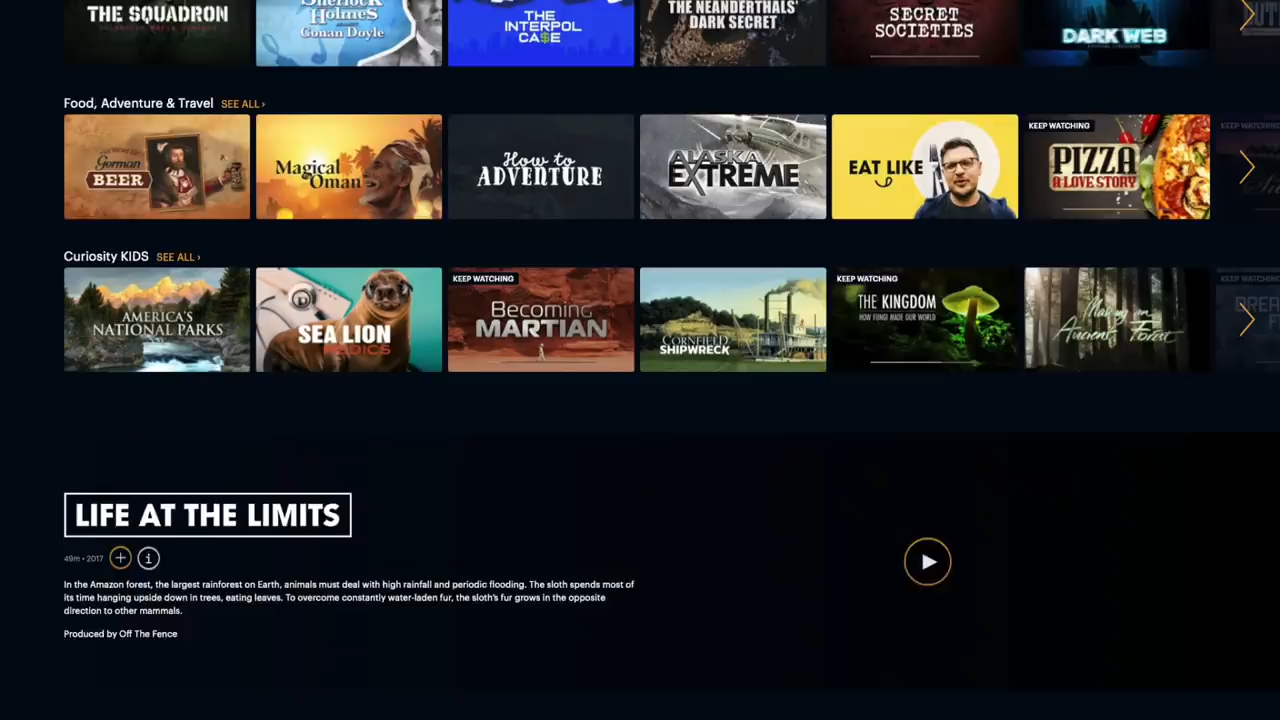 THE SQUADRON
Sherlock
Holmes
Conan Doyle
THE
INTERPOL
CA$E
THE NEANDERTHALS'
DARK SECRET
SECRET
SOCIETIES
DARK WEB
Food, Adventure & Travel SEE ALL ›
German
BEER
Magical
Oman
How to
ADVENTURE
ALASKA
EXTREME
EAT LIKE
KEEP WATCHING
PIZZA
A LOVE STORY
KEEP WATCHING
Curiosity KIDS SEE ALL ›
AMERICA'S
NATIONAL PARKS
SEA LION
MEDICS
KEEP WATCHING
Becoming
MARTIAN
CORNFIELD
SHIPWRECK
KEEP WATCHING
THE KINGDOM
HOW FUNGI MADE OUR WORLD
Making an
Ancient Forest
KEEP WATCHING
LIFE AT THE LIMITS
49m • 2017
In the Amazon forest, the largest rainforest on Earth, animals must deal with high rainfall and periodic flooding. The sloth spends most of
its time hanging upside down in trees, eating leaves. To overcome constantly water-laden fur, the sloth's fur grows in the opposite
direction to other mammals.
Produced by Off The Fence